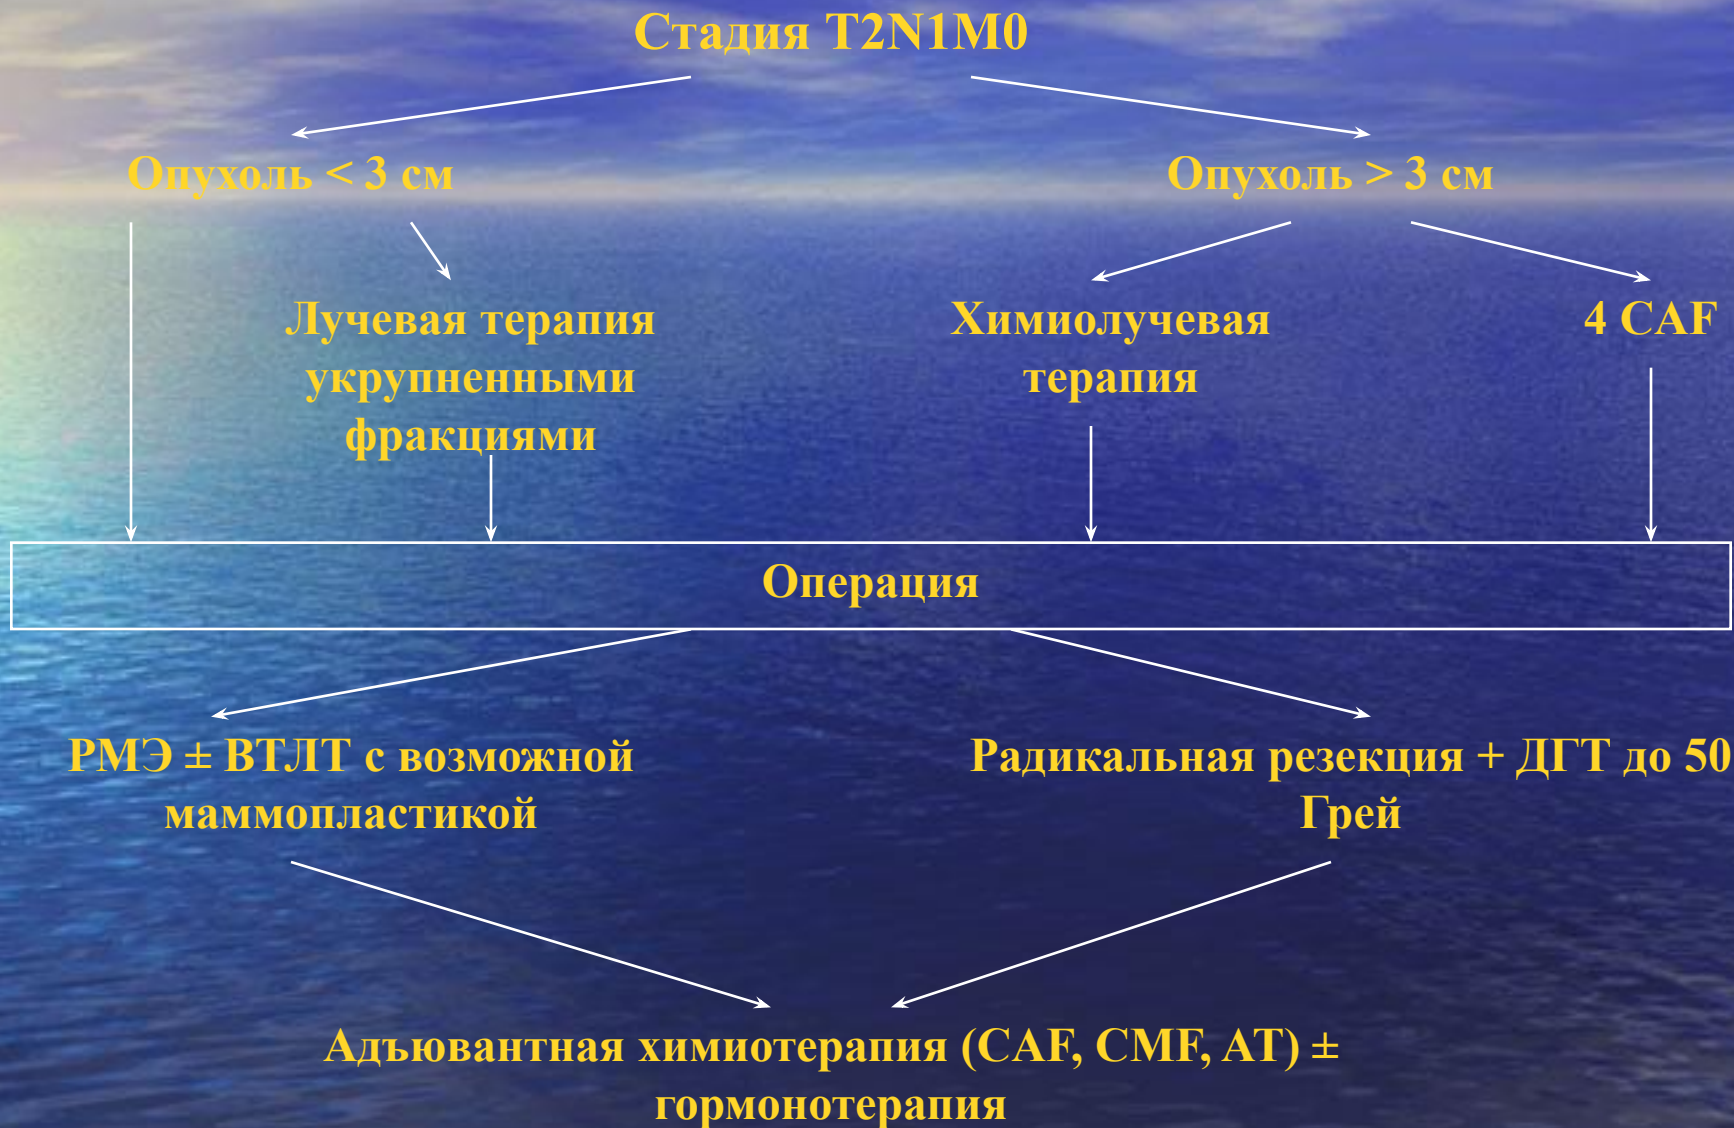 Стадия T2N1M0
Опухоль < 3 см
Опухоль > 3 см
Лучевая терапия
укрупненными
фракциями
Химиолучевая
терапия
4 CAF
Операция
РМЭ ± ВТЛТ с возможной
маммопластикой
Радикальная резекция + ДГТ до 50
Грей
Адъювантная химиотерапия (CAF, CMF, AT) ±
гормонотерапия